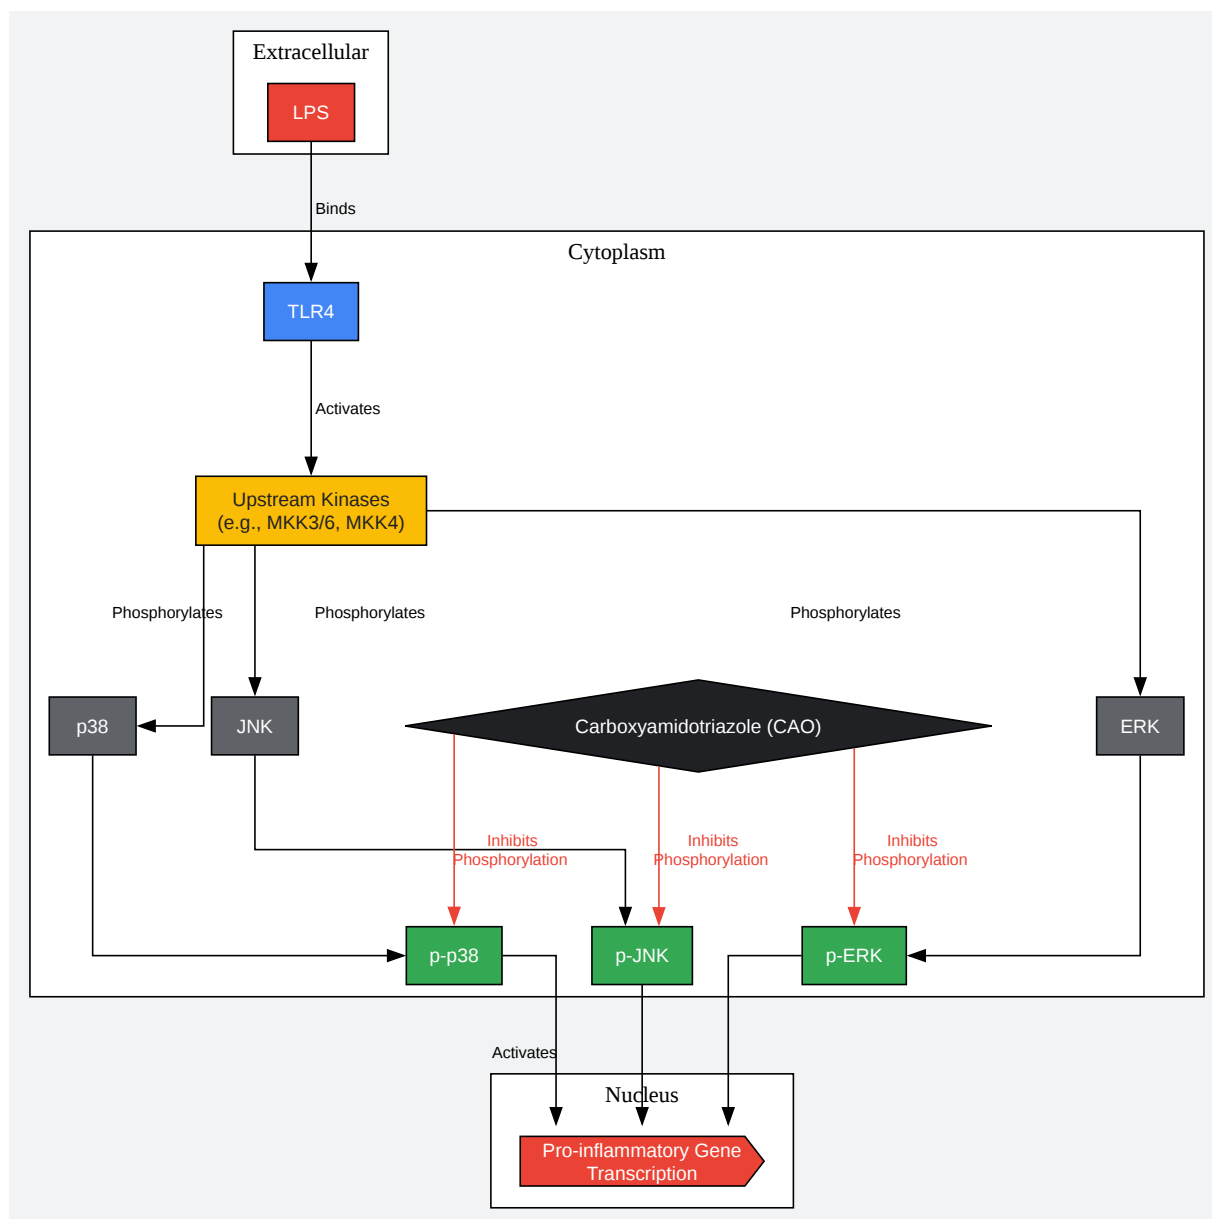 Extracellular
LPS
Binds
Cytoplasm
TLR4
Activates
Upstream Kinases
(e.g., MKK3/6, MKK4)
Phosphorylates
Phosphorylates
Phosphorylates
p38
JNK
Carboxyamidotriazole (CAO)
ERK
Inhibits
Phosphorylation
Inhibits
Phosphorylation
Inhibits
Phosphorylation
p-p38
p-JNK
p-ERK
Activates
Nucleus
Pro-inflammatory Gene
Transcription